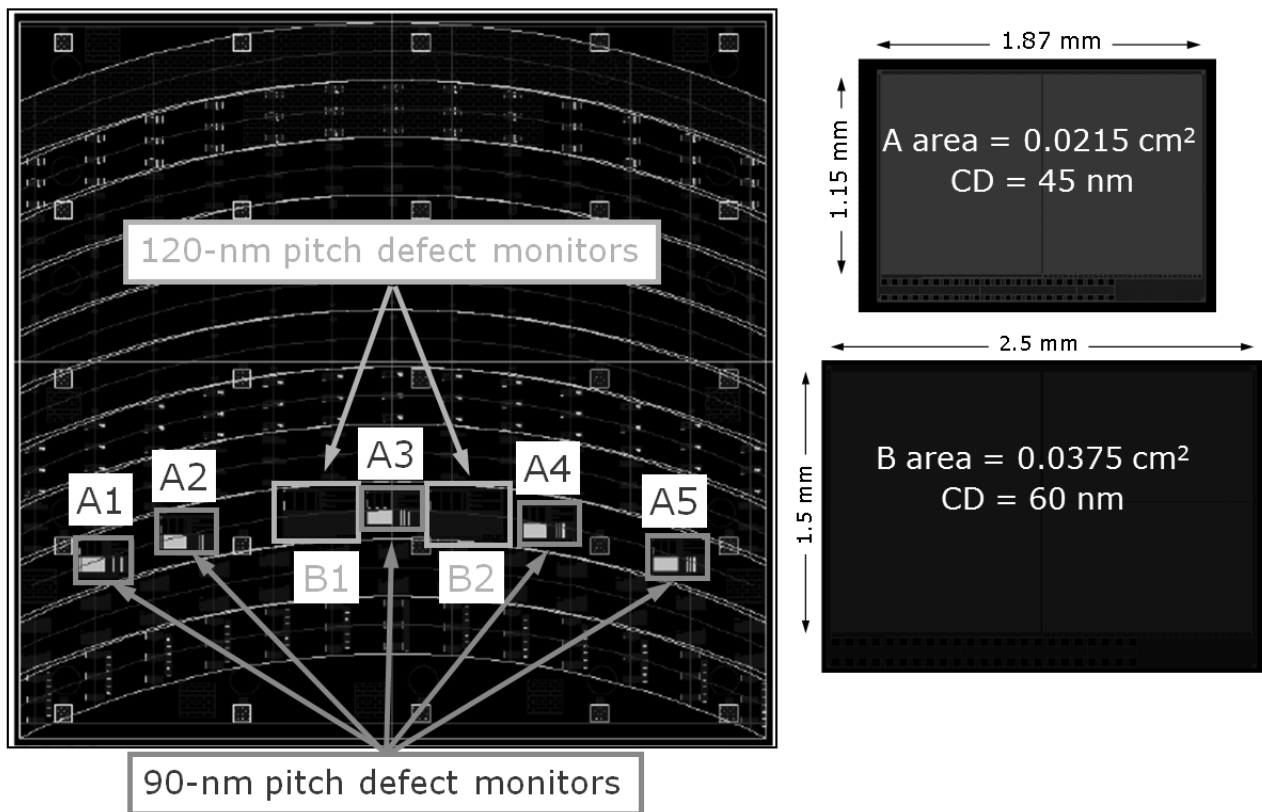 120-nm pitch defect monitors
A1
A2
A3
A4
A5
B1
B2
90-nm pitch defect monitors
1.87 mm
1.15 mm
A area = 0.0215 cm²
CD = 45 nm
2.5 mm
1.5 mm
B area = 0.0375 cm²
CD = 60 nm